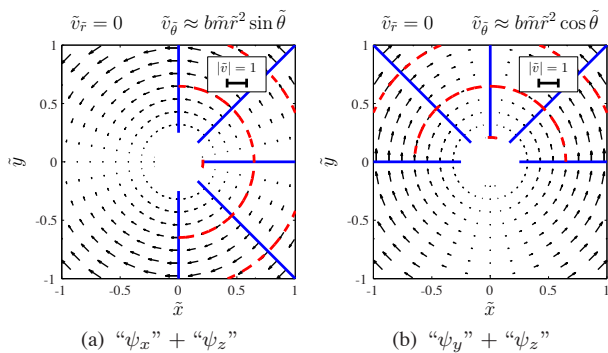 ṽ_r̃ = 0    ṽ_θ̃ ≈ bm̃r̃² sin θ̃    ṽ_r̃ = 0    ṽ_θ̃ ≈ bm̃r̃² cos θ̃
1
0.5
0
-0.5
-1
ỹ
|ṽ| = 1
-1 -0.5 0 0.5 1
x̃
(a) “ψ_x” + “ψ_z”
1
0.5
0
-0.5
-1
ỹ
|ṽ| = 1
-1 -0.5 0 0.5 1
x̃
(b) “ψ_y” + “ψ_z”